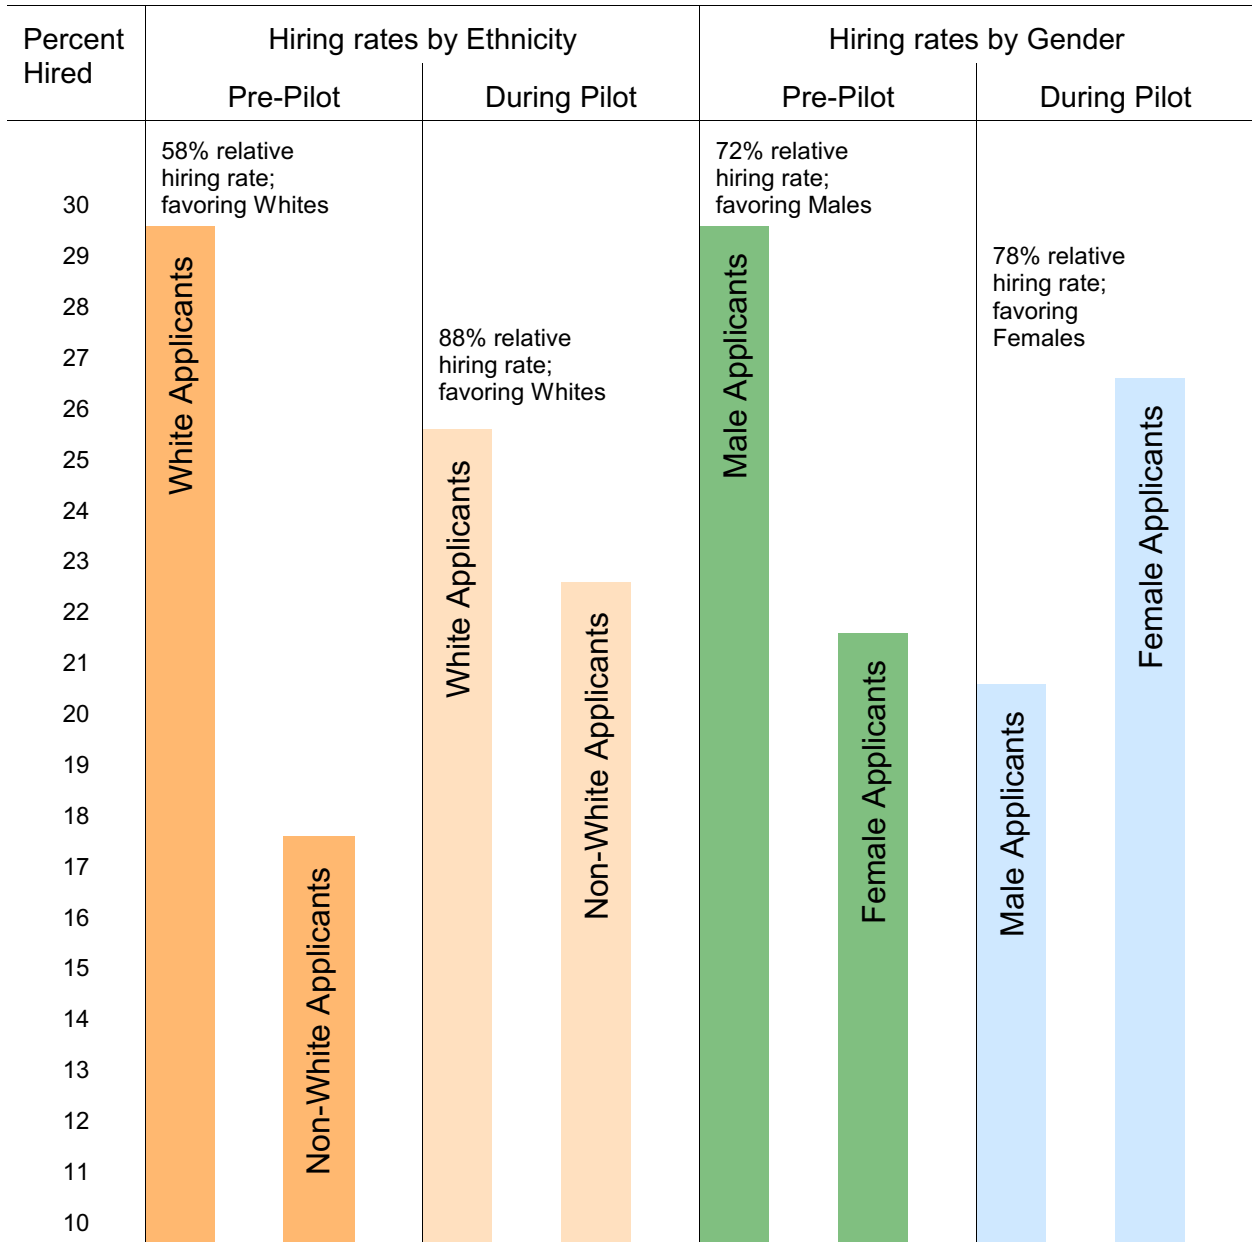 Percent
Hired
Hiring rates by Ethnicity
Hiring rates by Gender
Pre-Pilot
During Pilot
Pre-Pilot
During Pilot
58% relative
hiring rate;
favoring Whites
88% relative
hiring rate;
favoring Whites
72% relative
hiring rate;
favoring Males
78% relative
hiring rate;
favoring
Females
30
29
28
27
26
25
24
23
22
21
20
19
18
17
16
15
14
13
12
11
10
White Applicants
Non-White Applicants
White Applicants
Non-White Applicants
Male Applicants
Female Applicants
Male Applicants
Female Applicants